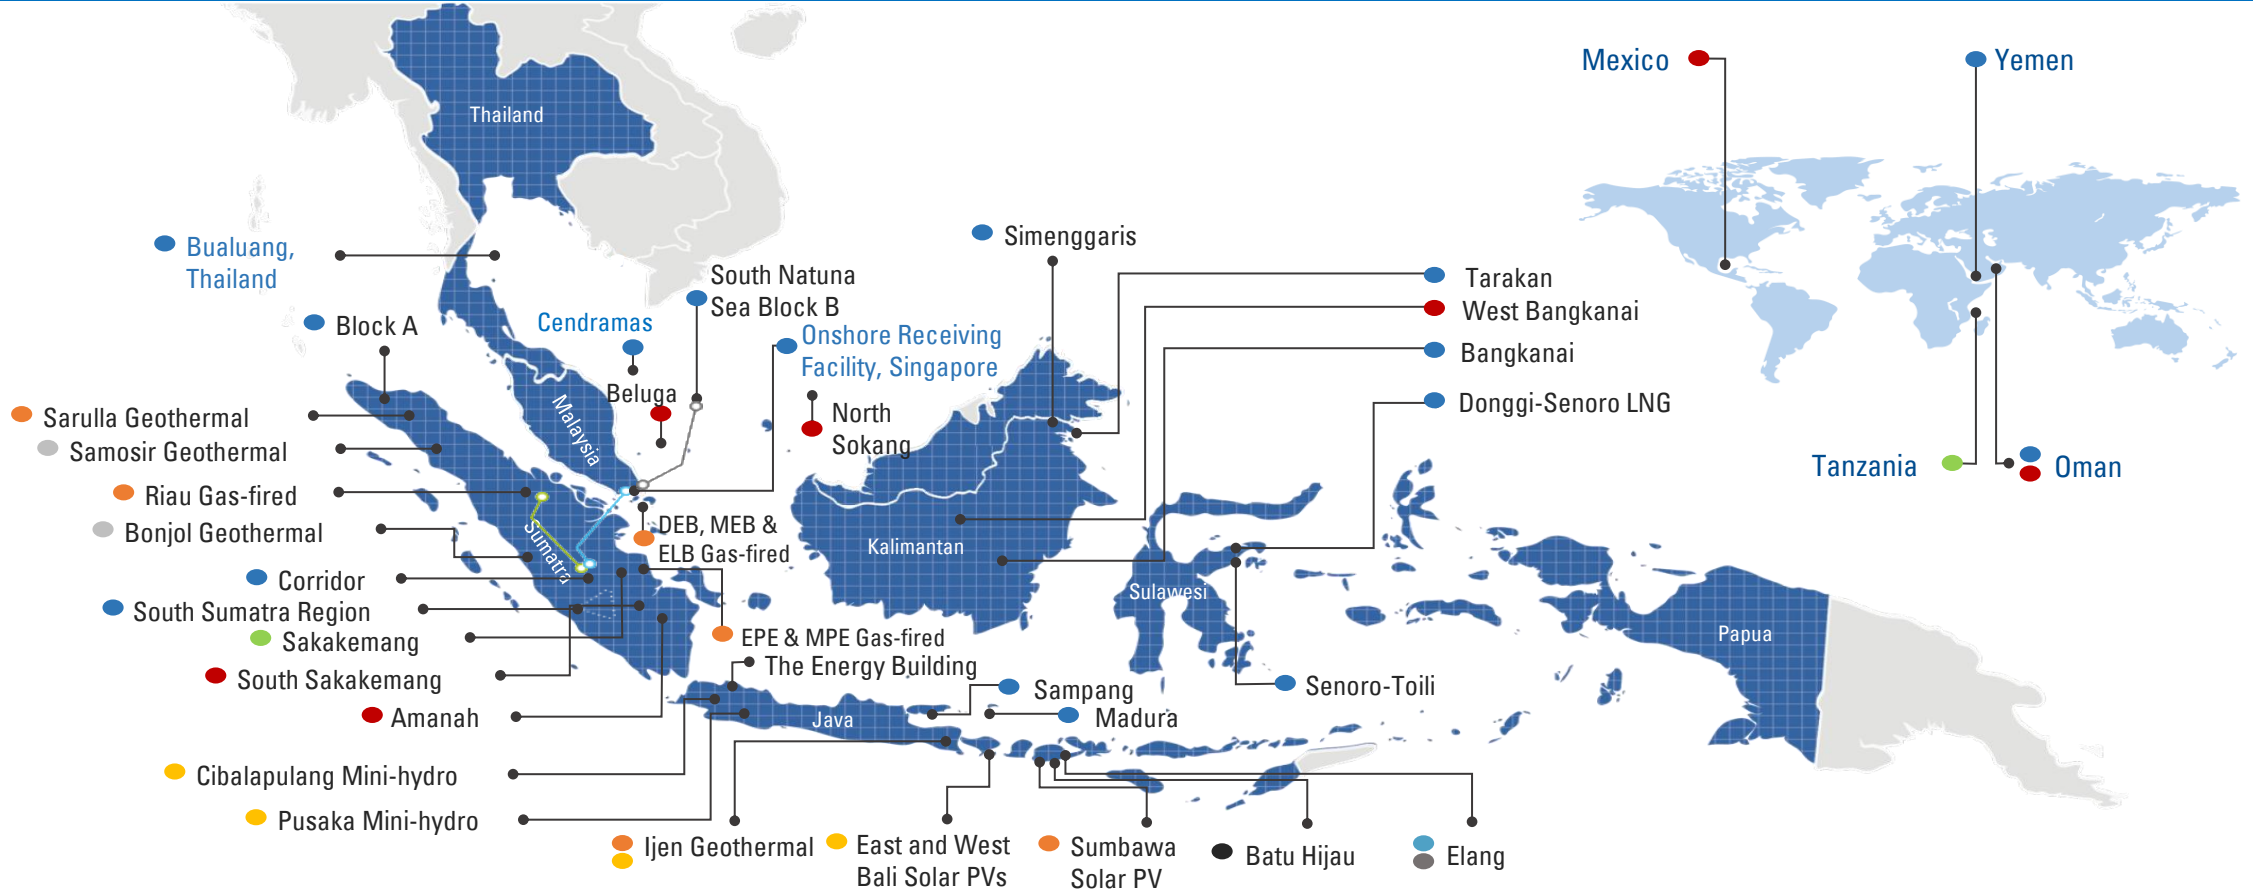 Mexico
Yemen
Thailand
Bualuang,
Thailand
Simenggaris
South Natuna
Sea Block B
Tarakan
West Bangkanai
Block A
Cendramas
Onshore Receiving
Facility, Singapore
Bangkanai
Beluga
Malaysia
North
Sokang
Donggi-Senoro LNG
Sarulla Geothermal
Samosir Geothermal
Tanzania
Oman
Riau Gas-fired
Bonjol Geothermal
Sumatra
DEB, MEB &
ELB Gas-fired
Kalimantan
Corridor
Sulawesi
South Sumatra Region
Sakakemang
EPE & MPE Gas-fired
Papua
The Energy Building
South Sakakemang
Sampang
Senoro-Toili
Amanah
Java
Madura
Cibalapulang Mini-hydro
Pusaka Mini-hydro
Ijen Geothermal
East and West
Bali Solar PVs
Sumbawa
Solar PV
Batu Hijau
Elang